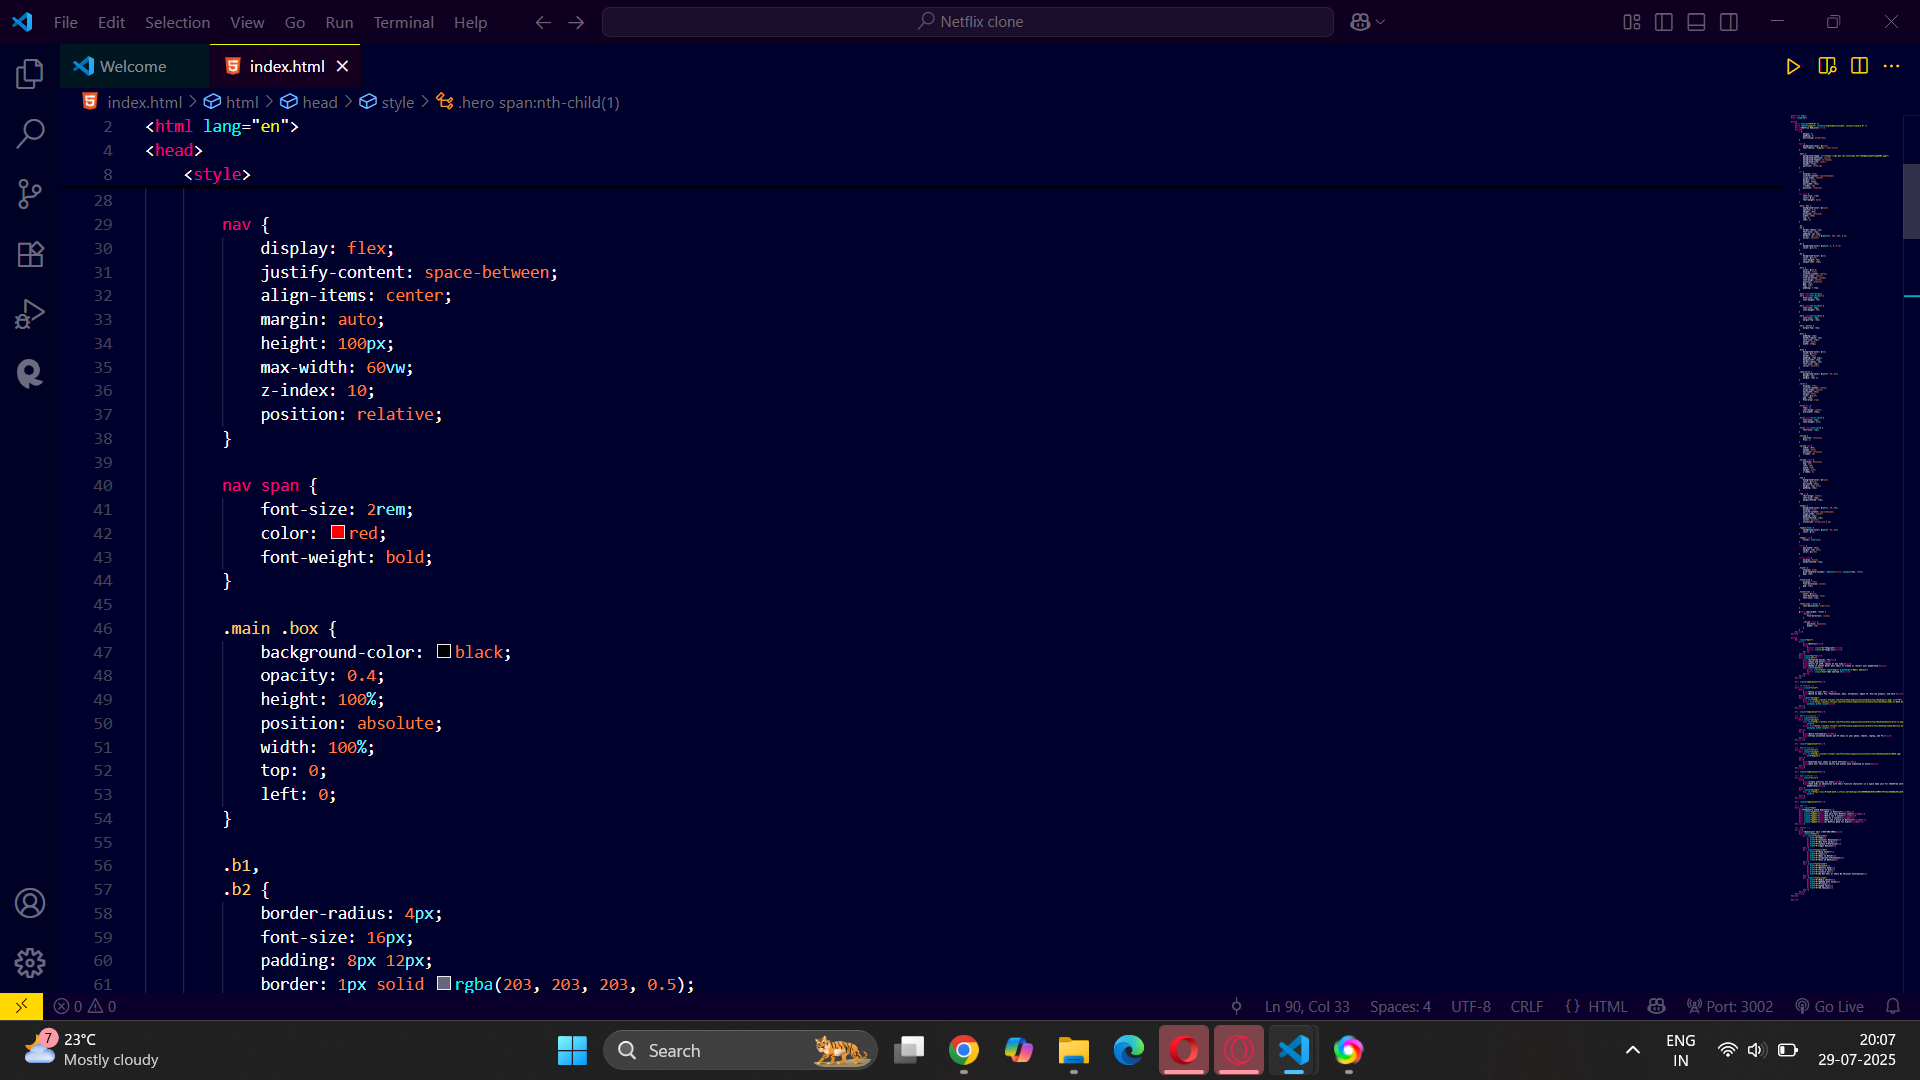 File Edit Selection View Go Run Terminal Help
Netflix clone
Welcome
index.html
index.html > html > head > style > .hero span:nth-child(1)
2 <html lang="en">
4 <head>
8 <style>
28
29 nav {
30 display: flex;
31 justify-content: space-between;
32 align-items: center;
33 margin: auto;
34 height: 100px;
35 max-width: 60vw;
36 z-index: 10;
37 position: relative;
38 }
39
40 nav span {
41 font-size: 2rem;
42 color: red;
43 font-weight: bold;
44 }
45
46 .main .box {
47 background-color: black;
48 opacity: 0.4;
49 height: 100%;
50 position: absolute;
51 width: 100%;
52 top: 0;
53 left: 0;
54 }
55
56 .b1,
57 .b2 {
58 border-radius: 4px;
59 font-size: 16px;
60 padding: 8px 12px;
61 border: 1px solid rgba(203, 203, 203, 0.5);
0 0
Ln 90, Col 33 Spaces: 4 UTF-8 CRLF {} HTML Port: 3002 Go Live
7
23°C
Mostly cloudy
Search
ENG
IN
20:07
29-07-2025